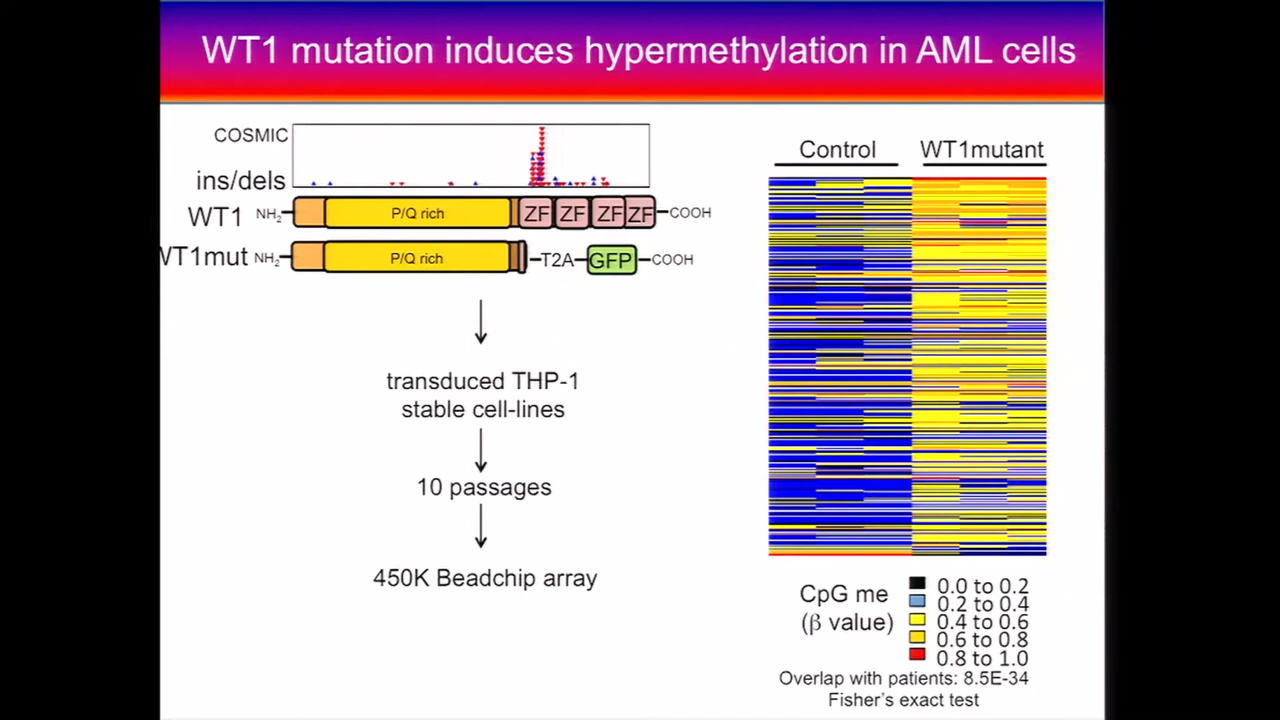 WT1 mutation induces hypermethylation in AML cells
COSMIC
ins/dels
WT1 NH2 P/Q rich ZF ZF ZF ZF COOH
WT1mut NH2 P/Q rich T2A GFP COOH
transduced THP-1
stable cell-lines
10 passages
450K Beadchip array
Control WT1mutant
CpG me
(β value)
0.0 to 0.2
0.2 to 0.4
0.4 to 0.6
0.6 to 0.8
0.8 to 1.0
Overlap with patients: 8.5E-34
Fisher's exact test